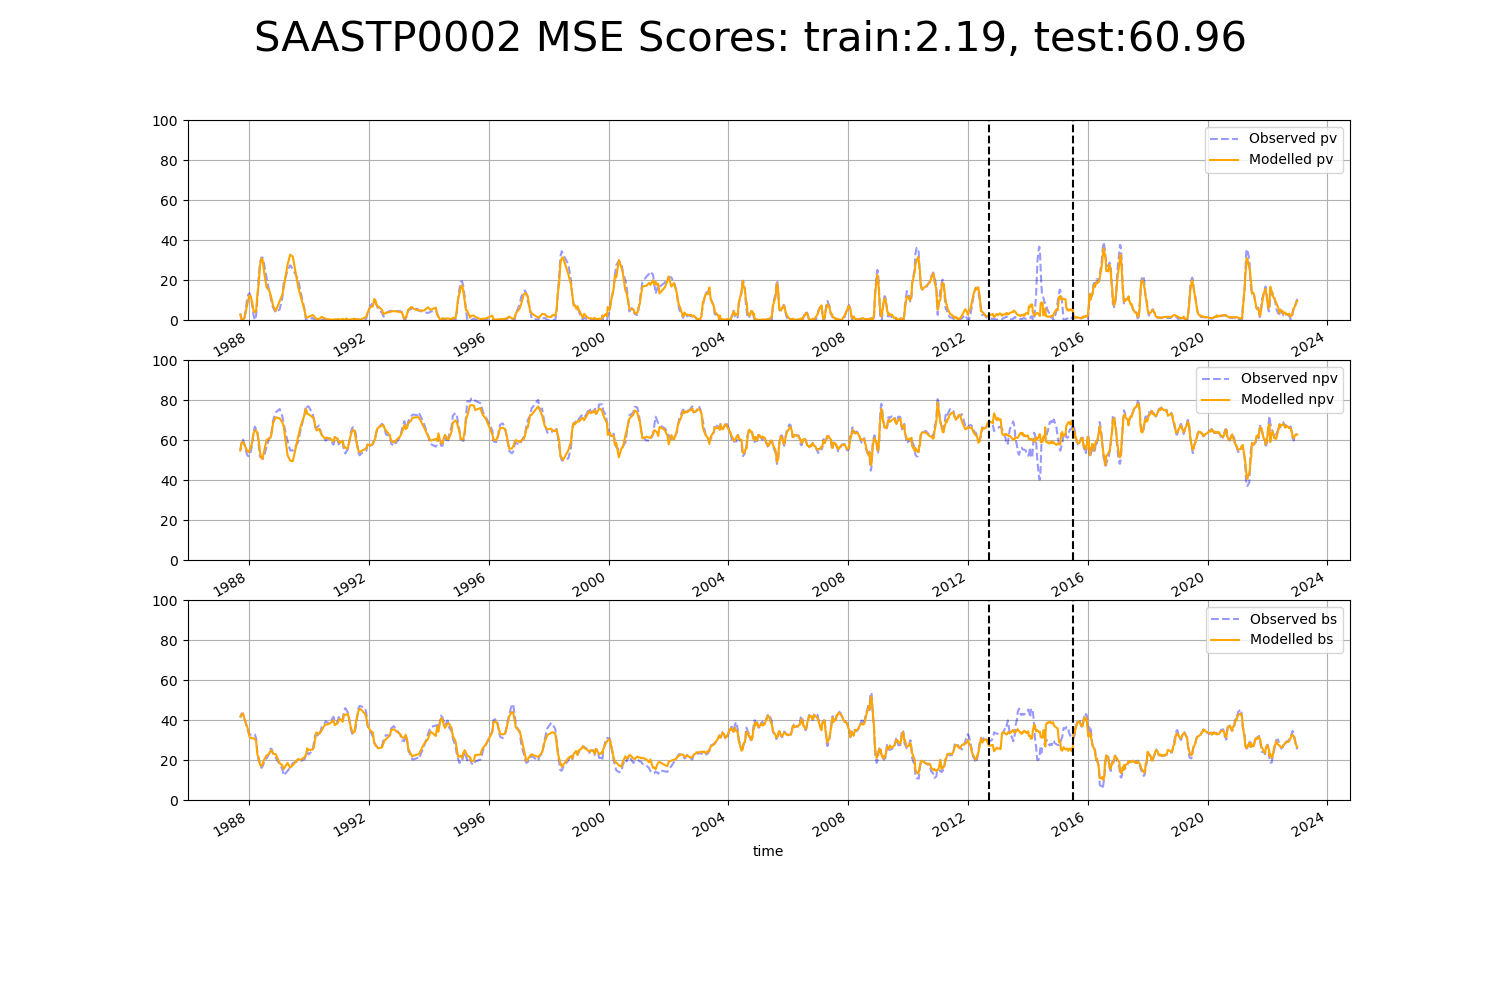 SAASTP0002 MSE Scores: train:2.19, test:60.96
100
80
60
40
20
0
Observed pv
Modelled pv
1988 1992 1996 2000 2004 2008 2012 2016 2020 2024
100
80
60
40
20
0
Observed npv
Modelled npv
1988 1992 1996 2000 2004 2008 2012 2016 2020 2024
100
80
60
40
20
0
Observed bs
Modelled bs
1988 1992 1996 2000 2004 2008 2012 2016 2020 2024
time